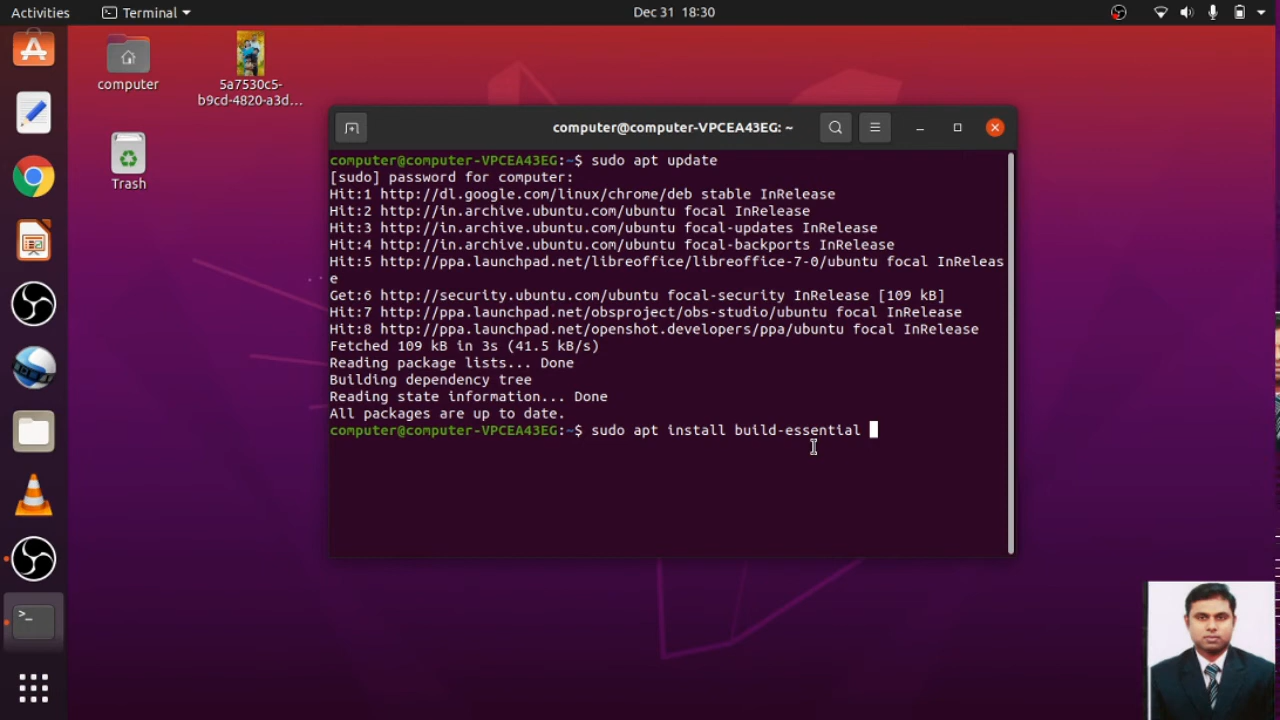 Activities
Terminal
Dec 31 18:30
computer
5a7530c5-
b9cd-4820-a3d...
Trash
computer@computer-VPCEA43EG: ~
computer@computer-VPCEA43EG:~$ sudo apt update
[sudo] password for computer:
Hit:1 http://dl.google.com/linux/chrome/deb stable InRelease
Hit:2 http://in.archive.ubuntu.com/ubuntu focal InRelease
Hit:3 http://in.archive.ubuntu.com/ubuntu focal-updates InRelease
Hit:4 http://in.archive.ubuntu.com/ubuntu focal-backports InRelease
Hit:5 http://ppa.launchpad.net/libreoffice/libreoffice-7-0/ubuntu focal InReleas
e
Get:6 http://security.ubuntu.com/ubuntu focal-security InRelease [109 kB]
Hit:7 http://ppa.launchpad.net/obsproject/obs-studio/ubuntu focal InRelease
Hit:8 http://ppa.launchpad.net/openshot.developers/ppa/ubuntu focal InRelease
Fetched 109 kB in 3s (41.5 kB/s)
Reading package lists... Done
Building dependency tree
Reading state information... Done
All packages are up to date.
computer@computer-VPCEA43EG:~$ sudo apt install build-essential